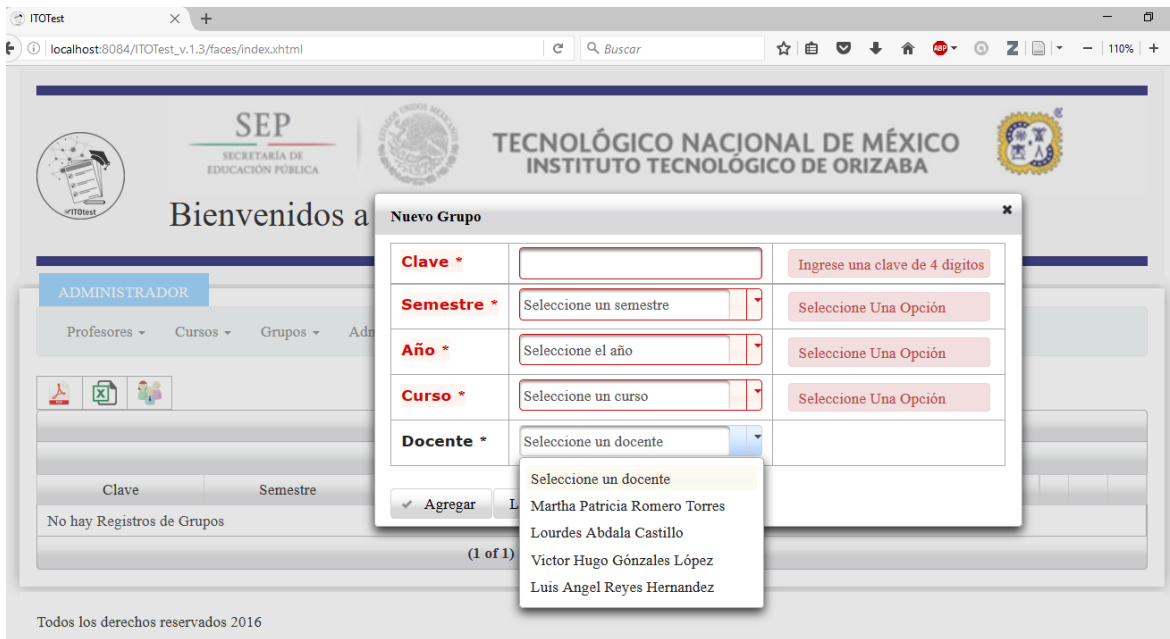 ITOTest
localhost:8084/ITOTest_v.1.3/faces/index.xhtml
Buscar
ABP
110%
SEP
SECRETARÍA DE
EDUCACIÓN PÚBLICA
ESTADOS UNIDOS MEXICANOS
TECNOLÓGICO NACIONAL DE MÉXICO
INSTITUTO TECNOLÓGICO DE ORIZABA
ITOtest
Bienvenidos a
ADMINISTRADOR
Profesores
Cursos
Grupos
Adm
Nuevo Grupo
Clave *
Ingrese una clave de 4 digitos
Semestre *
Seleccione un semestre
Seleccione Una Opción
Año *
Seleccione el año
Seleccione Una Opción
Curso *
Seleccione un curso
Seleccione Una Opción
Docente *
Seleccione un docente
Seleccione un docente
Martha Patricia Romero Torres
Lourdes Abdala Castillo
Victor Hugo Gónzales López
Luis Angel Reyes Hernandez
Agregar
L
Clave
Semestre
No hay Registros de Grupos
(1 of 1)
Todos los derechos reservados 2016